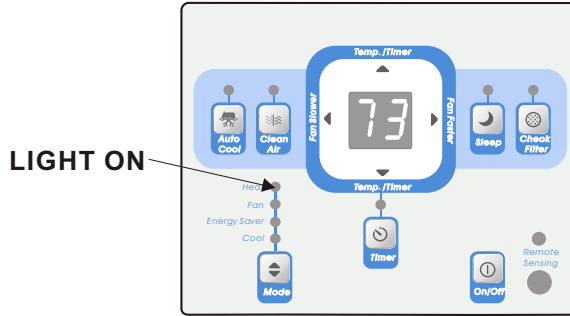 Temp./Timer
Fan Slower
73
Fan Faster
Auto
Cool
Clean
Air
Sleep
Check
Filter
LIGHT ON
Temp./Timer
Heat
Fan
Energy Saver
Cool
Timer
Mode
On/Off
Remote
Sensing